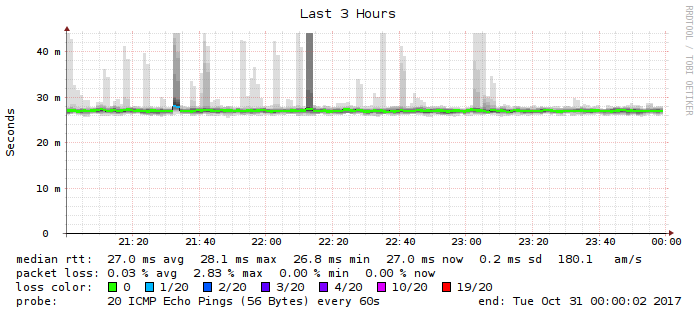 Last 3 Hours
RRDTOOL / TOBI OETIKER
Seconds
40 m
30 m
20 m
10 m
0
21:20 21:40 22:00 22:20 22:40 23:00 23:20 23:40 00:00
median rtt: 27.0 ms avg 28.1 ms max 26.8 ms min 27.0 ms now 0.2 ms sd 180.1 am/s
packet loss: 0.03 % avg 2.83 % max 0.00 % min 0.00 % now
loss color: 0 1/20 2/20 3/20 4/20 10/20 19/20
probe: 20 ICMP Echo Pings (56 Bytes) every 60s end: Tue Oct 31 00:00:02 2017